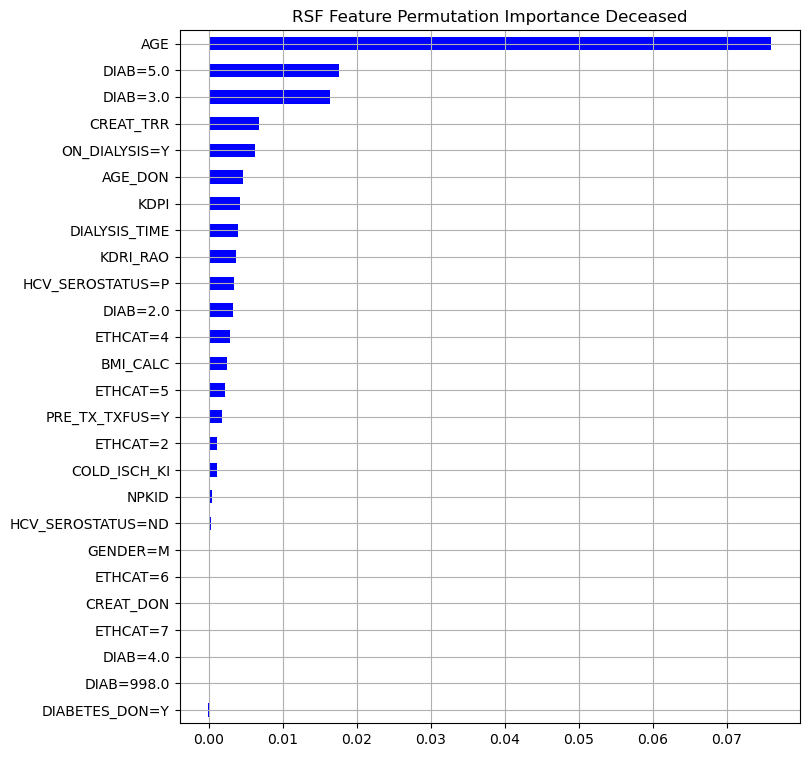 RSF Feature Permutation Importance Deceased
AGE
DIAB=5.0
DIAB=3.0
CREAT_TRR
ON_DIALYSIS=Y
AGE_DON
KDPI
DIALYSIS_TIME
KDRI_RAO
HCV_SEROSTATUS=P
DIAB=2.0
ETHCAT=4
BMI_CALC
ETHCAT=5
PRE_TX_TXFUS=Y
ETHCAT=2
COLD_ISCH_KI
NPKID
HCV_SEROSTATUS=ND
GENDER=M
ETHCAT=6
CREAT_DON
ETHCAT=7
DIAB=4.0
DIAB=998.0
DIABETES_DON=Y
0.00 0.01 0.02 0.03 0.04 0.05 0.06 0.07